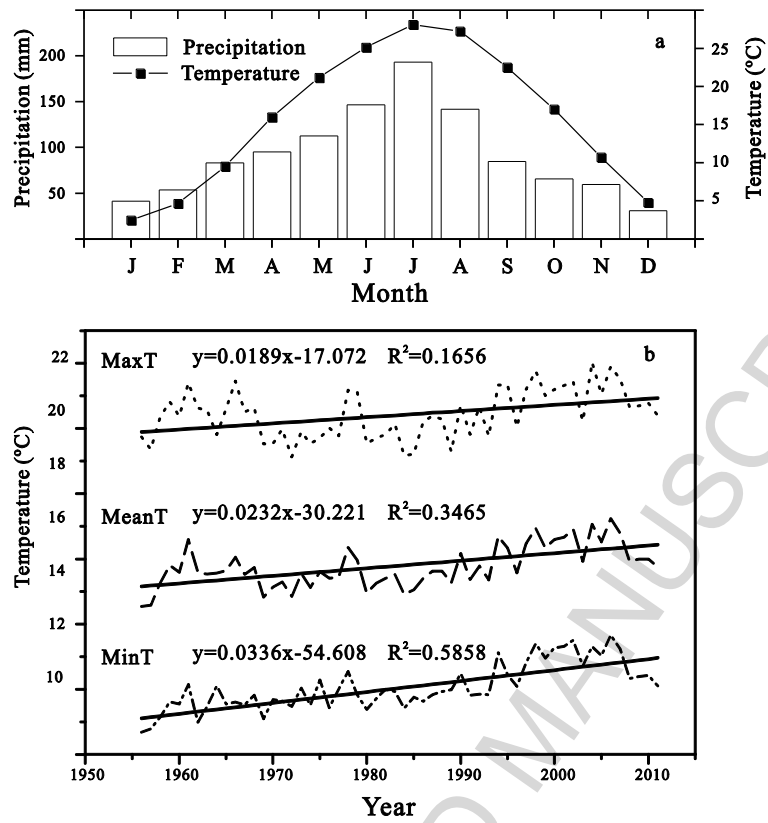 a
Precipitation
Temperature
Precipitation (mm)
200
150
100
50
Temperature (°C)
25
20
15
10
5
J F M A M J J A S O N D
Month
b
MaxT y=0.0189x-17.072 R²=0.1656
MeanT y=0.0232x-30.221 R²=0.3465
MinT y=0.0336x-54.608 R²=0.5858
Temperature (°C)
22
20
18
16
14
12
10
1950 1960 1970 1980 1990 2000 2010
Year
D MANUSC